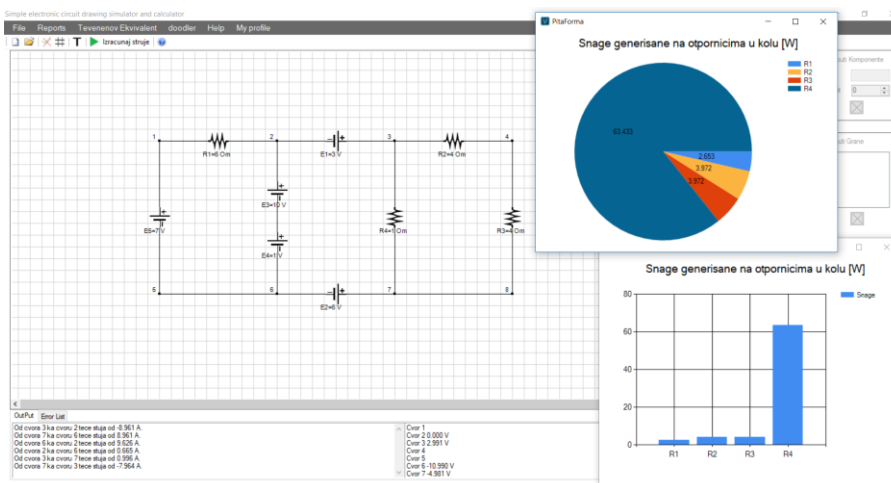 Simple electronic circuit drawing simulator and calculator
File Reports Tevenenov Ekvivalent doodler Help My profile
T Izracunaj struje
1
R1=6 Om
2
E1=3 V
3
R2=4 Om
4
E5=7 V
E3=10 V
E4=1 V
R4=1 Om
R3=4 Om
5
6
E2=6 V
7
8
OutPut Error List
Od cvora 3 ka cvoru 2 tece stuja od -8.961 A.
Od cvora 7 ka cvoru 6 tece stuja od 8.961 A.
Od cvora 6 ka cvoru 2 tece stuja od 9.626 A.
Od cvora 2 ka cvoru 6 tece stuja od 0.665 A.
Od cvora 3 ka cvoru 7 tece stuja od 0.996 A.
Od cvora 7 ka cvoru 3 tece stuja od -7.964 A.
Cvor 1
Cvor 2 0.000 V
Cvor 3 2.991 V
Cvor 4
Cvor 5
Cvor 6 -10.990 V
Cvor 7 -4.981 V
PitaForma
Snage generisane na otpornicima u kolu [W]
R1
R2
R3
R4
63.433
2.653
3.972
3.972
Komponente
0
Grane
Snage generisane na otpornicima u kolu [W]
Snage
80
60
40
20
0
R1 R2 R3 R4